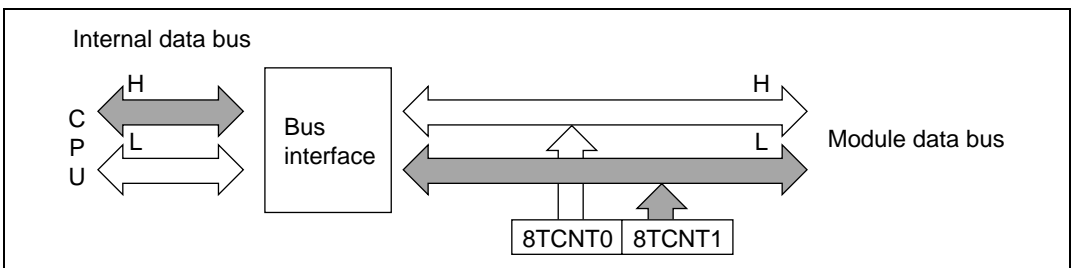 Internal data bus
H
H
C
P
U
L
L
Bus
interface
Module data bus
8TCNT0
8TCNT1